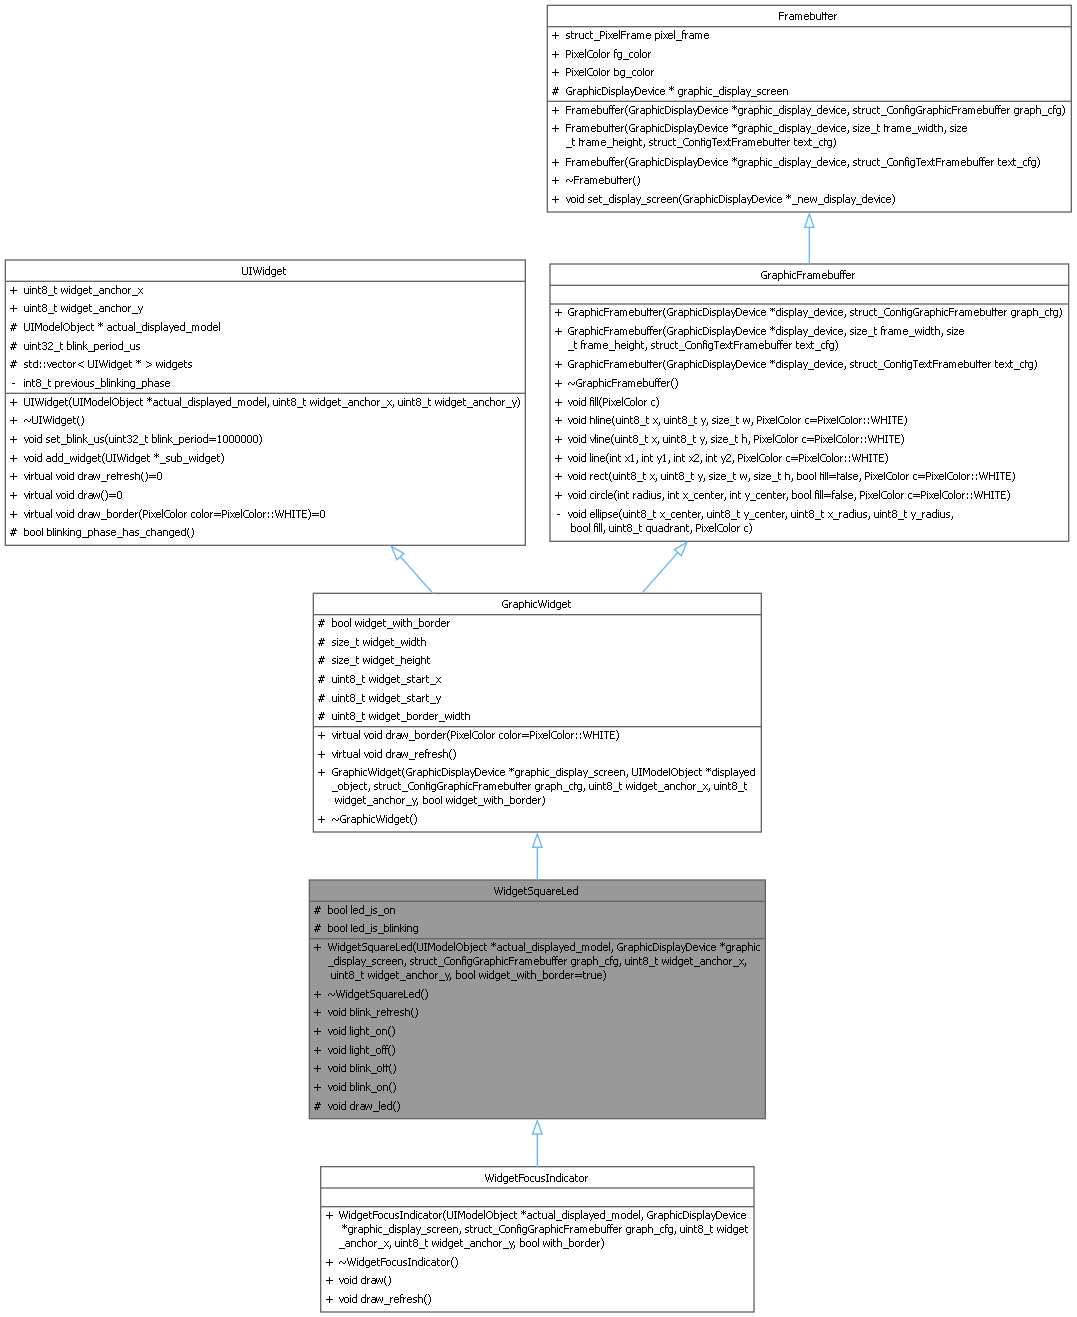 Framebuffer
+ struct_PixelFrame pixel_frame
+ PixelColor fg_color
+ PixelColor bg_color
# GraphicDisplayDevice * graphic_display_screen
+ Framebuffer(GraphicDisplayDevice *graphic_display_device, struct_ConfigGraphicFramebuffer graph_cfg)
+ Framebuffer(GraphicDisplayDevice *graphic_display_device, size_t frame_width, size
_t frame_height, struct_ConfigTextFramebuffer text_cfg)
+ Framebuffer(GraphicDisplayDevice *graphic_display_device, struct_ConfigTextFramebuffer text_cfg)
+ ~Framebuffer()
+ void set_display_screen(GraphicDisplayDevice *_new_display_device)
UIWidget
+ uint8_t widget_anchor_x
+ uint8_t widget_anchor_y
# UIModelObject * actual_displayed_model
# uint32_t blink_period_us
# std::vector< UIWidget * > widgets
- int8_t previous_blinking_phase
+ UIWidget(UIModelObject *actual_displayed_model, uint8_t widget_anchor_x, uint8_t widget_anchor_y)
+ ~UIWidget()
+ void set_blink_us(uint32_t blink_period=1000000)
+ void add_widget(UIWidget *_sub_widget)
+ virtual void draw_refresh()=0
+ virtual void draw()=0
+ virtual void draw_border(PixelColor color=PixelColor::WHITE)=0
# bool blinking_phase_has_changed()
GraphicFramebuffer
+ GraphicFramebuffer(GraphicDisplayDevice *display_device, struct_ConfigGraphicFramebuffer graph_cfg)
+ GraphicFramebuffer(GraphicDisplayDevice *display_device, size_t frame_width, size
_t frame_height, struct_ConfigTextFramebuffer text_cfg)
+ GraphicFramebuffer(GraphicDisplayDevice *display_device, struct_ConfigTextFramebuffer text_cfg)
+ ~GraphicFramebuffer()
+ void fill(PixelColor c)
+ void hline(uint8_t x, uint8_t y, size_t w, PixelColor c=PixelColor::WHITE)
+ void vline(uint8_t x, uint8_t y, size_t h, PixelColor c=PixelColor::WHITE)
+ void line(int x1, int y1, int x2, int y2, PixelColor c=PixelColor::WHITE)
+ void rect(uint8_t x, uint8_t y, size_t w, size_t h, bool fill=false, PixelColor c=PixelColor::WHITE)
+ void circle(int radius, int x_center, int y_center, bool fill=false, PixelColor c=PixelColor::WHITE)
- void ellipse(uint8_t x_center, uint8_t y_center, uint8_t x_radius, uint8_t y_radius,
bool fill, uint8_t quadrant, PixelColor c)
GraphicWidget
# bool widget_with_border
# size_t widget_width
# size_t widget_height
# uint8_t widget_start_x
# uint8_t widget_start_y
# uint8_t widget_border_width
+ virtual void draw_border(PixelColor color=PixelColor::WHITE)
+ virtual void draw_refresh()
+ GraphicWidget(GraphicDisplayDevice *graphic_display_screen, UIModelObject *displayed
_object, struct_ConfigGraphicFramebuffer graph_cfg, uint8_t widget_anchor_x, uint8_t
widget_anchor_y, bool widget_with_border)
+ ~GraphicWidget()
WidgetSquareLed
# bool led_is_on
# bool led_is_blinking
+ WidgetSquareLed(UIModelObject *actual_displayed_model, GraphicDisplayDevice *graphic
_display_screen, struct_ConfigGraphicFramebuffer graph_cfg, uint8_t widget_anchor_x,
uint8_t widget_anchor_y, bool widget_with_border=true)
+ ~WidgetSquareLed()
+ void blink_refresh()
+ void light_on()
+ void light_off()
+ void blink_off()
+ void blink_on()
# void draw_led()
WidgetFocusIndicator
+ WidgetFocusIndicator(UIModelObject *actual_displayed_model, GraphicDisplayDevice
*graphic_display_screen, struct_ConfigGraphicFramebuffer graph_cfg, uint8_t widget
_anchor_x, uint8_t widget_anchor_y, bool with_border)
+ ~WidgetFocusIndicator()
+ void draw()
+ void draw_refresh()